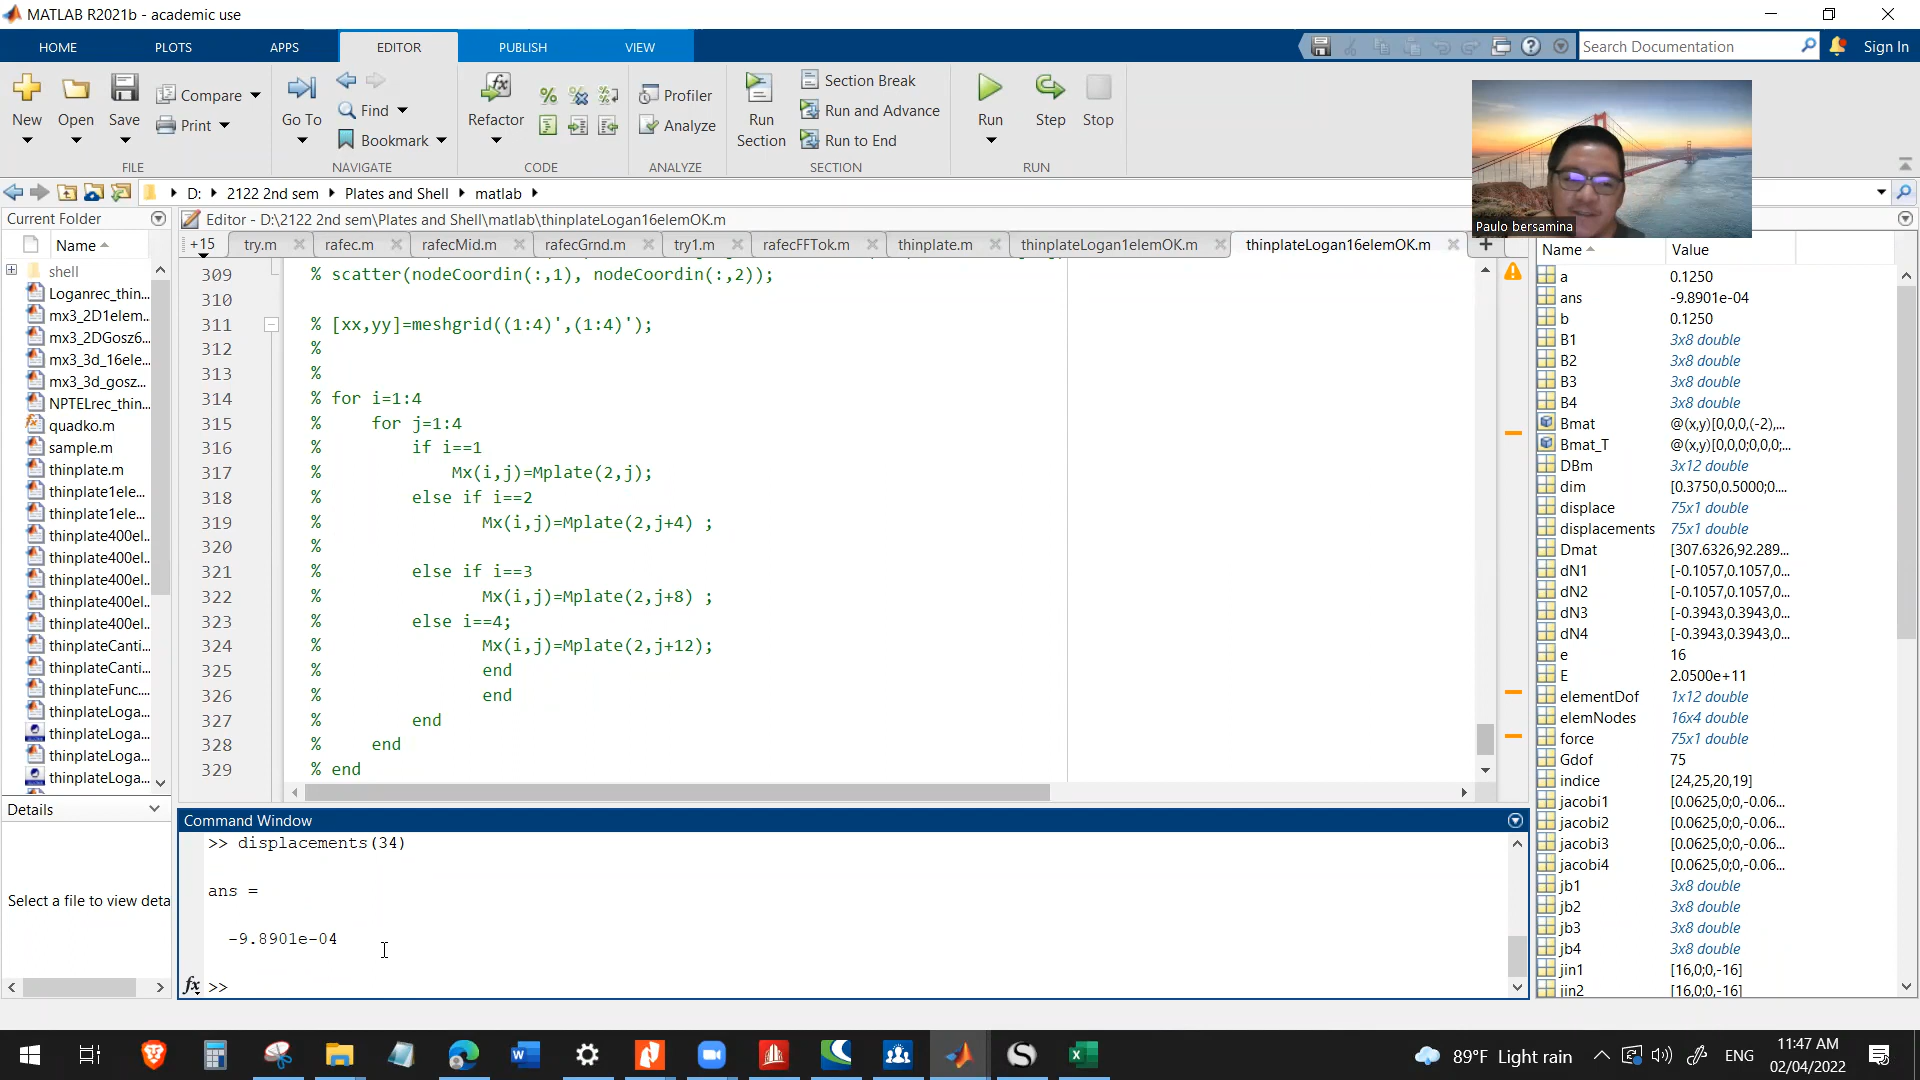 MATLAB R2021b - academic use
HOME PLOTS APPS EDITOR PUBLISH VIEW
Search Documentation
Sign In
New Open Save Compare Print
FILE
Go To Find Bookmark
NAVIGATE
Refactor
CODE
Profiler Analyze
ANALYZE
Run Section
Section Break
Run and Advance
Run to End
SECTION
Run Step Stop
RUN
Paulo bersamina
D: 2122 2nd sem Plates and Shell matlab
Current Folder
Editor - D:\2122 2nd sem\Plates and Shell\matlab\thinplateLogan16elemOK.m
+15 try.m rafec.m rafecMid.m rafecGrnd.m try1.m rafecFFTok.m thinplate.m thinplateLogan1elemOK.m thinplateLogan16elemOK.m
Name
shell
Loganrec_thin...
mx3_2D1elem...
mx3_2DGosz6...
mx3_3d_16ele...
mx3_3d_gosz...
NPTELrec_thin...
quadko.m
sample.m
thinplate.m
thinplate1ele...
thinplate1ele...
thinplate400el...
thinplate400el...
thinplate400el...
thinplate400el...
thinplate400el...
thinplateCanti...
thinplateCanti...
thinplateFunc...
thinplateLoga...
thinplateLoga...
thinplateLoga...
thinplateLoga...
Details
Select a file to view deta
309 % scatter(nodeCoordin(:,1), nodeCoordin(:,2));
310
311 % [xx,yy]=meshgrid((1:4)',(1:4)');
312 %
313 %
314 % for i=1:4
315 % for j=1:4
316 % if i==1
317 % Mx(i,j)=Mplate(2,j);
318 % else if i==2
319 % Mx(i,j)=Mplate(2,j+4) ;
320 %
321 % else if i==3
322 % Mx(i,j)=Mplate(2,j+8) ;
323 % else i==4;
324 % Mx(i,j)=Mplate(2,j+12);
325 % end
326 % end
327 % end
328 % end
329 % end
Command Window
>> displacements(34)
ans =
-9.8901e-04
fx >>
Name Value
a 0.1250
ans -9.8901e-04
b 0.1250
B1 3x8 double
B2 3x8 double
B3 3x8 double
B4 3x8 double
Bmat @(x,y)[0,0,0,(-2),...
Bmat_T @(x,y)[0,0,0;0,0,0;...
DBm 3x12 double
dim [0.3750,0.5000;0....
displace 75x1 double
displacements 75x1 double
Dmat [307.6326,92.289...
dN1 [-0.1057,0.1057,0...
dN2 [-0.1057,0.1057,0...
dN3 [-0.3943,0.3943,0...
dN4 [-0.3943,0.3943,0...
e 16
E 2.0500e+11
elementDof 1x12 double
elemNodes 16x4 double
force 75x1 double
Gdof 75
indice [24,25,20,19]
jacobi1 [0.0625,0;0,-0.06...
jacobi2 [0.0625,0;0,-0.06...
jacobi3 [0.0625,0;0,-0.06...
jacobi4 [0.0625,0;0,-0.06...
jb1 3x8 double
jb2 3x8 double
jb3 3x8 double
jb4 3x8 double
jin1 [16,0;0,-16]
jin2 [16,0;0,-16]
89°F Light rain
ENG
11:47 AM
02/04/2022